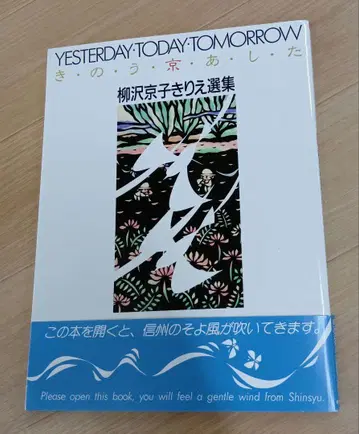 YESTERDAY・TODAY・TOMORROW
き・の・う・京・あ・し・た
柳沢京子きりえ選集
この本を開くと、信州のそよ風が吹いてきます。
Please open this book, you will feel a gentle wind from Shinsyu.